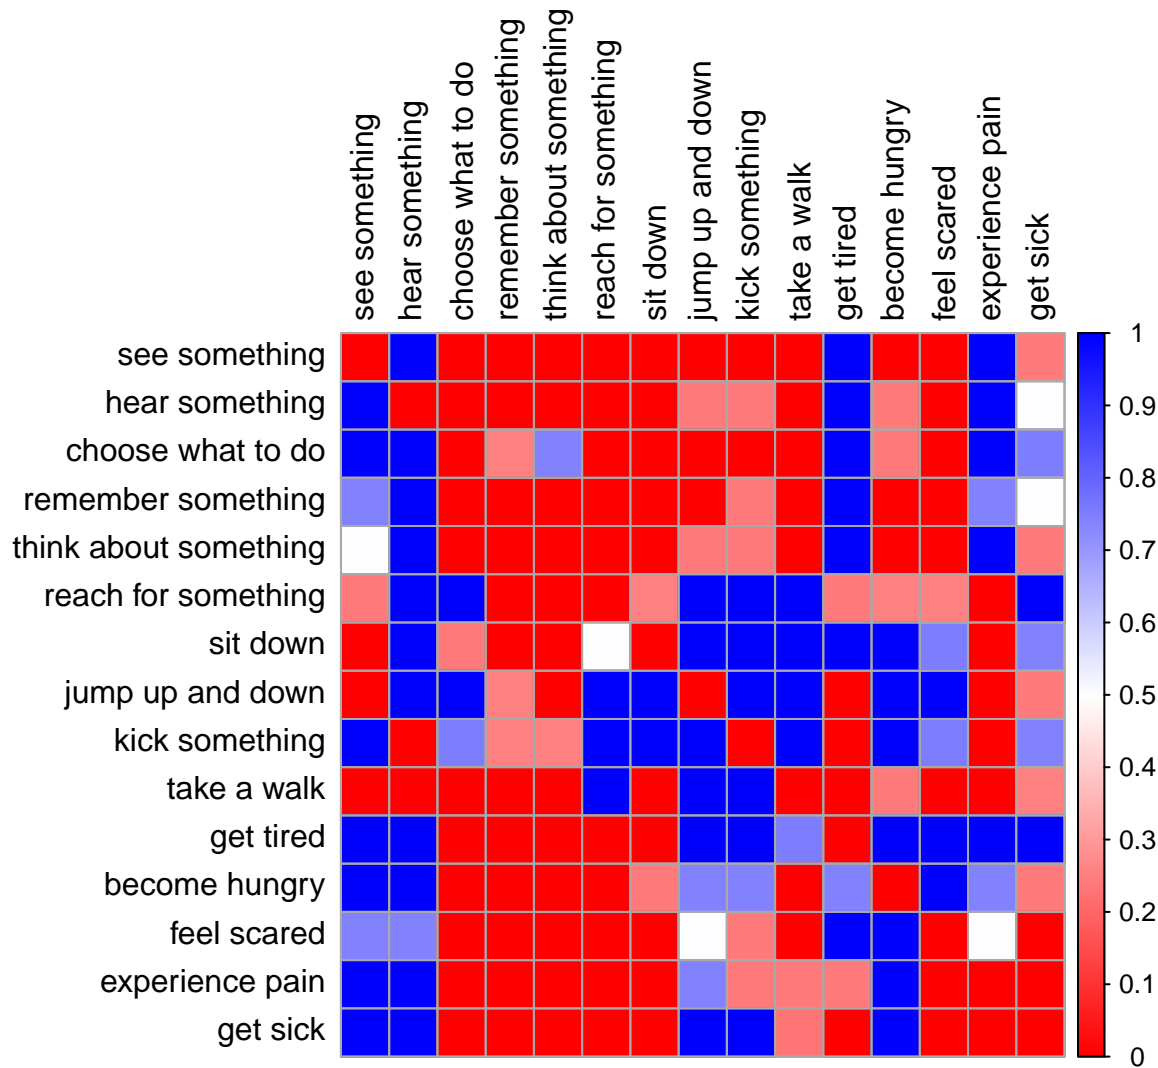 see something
hear something
choose what to do
remember something
think about something
reach for something
sit down
jump up and down
kick something
take a walk
get tired
become hungry
feel scared
experience pain
get sick
see something
hear something
choose what to do
remember something
think about something
reach for something
sit down
jump up and down
kick something
take a walk
get tired
become hungry
feel scared
experience pain
get sick
1
0.9
0.8
0.7
0.6
0.5
0.4
0.3
0.2
0.1
0